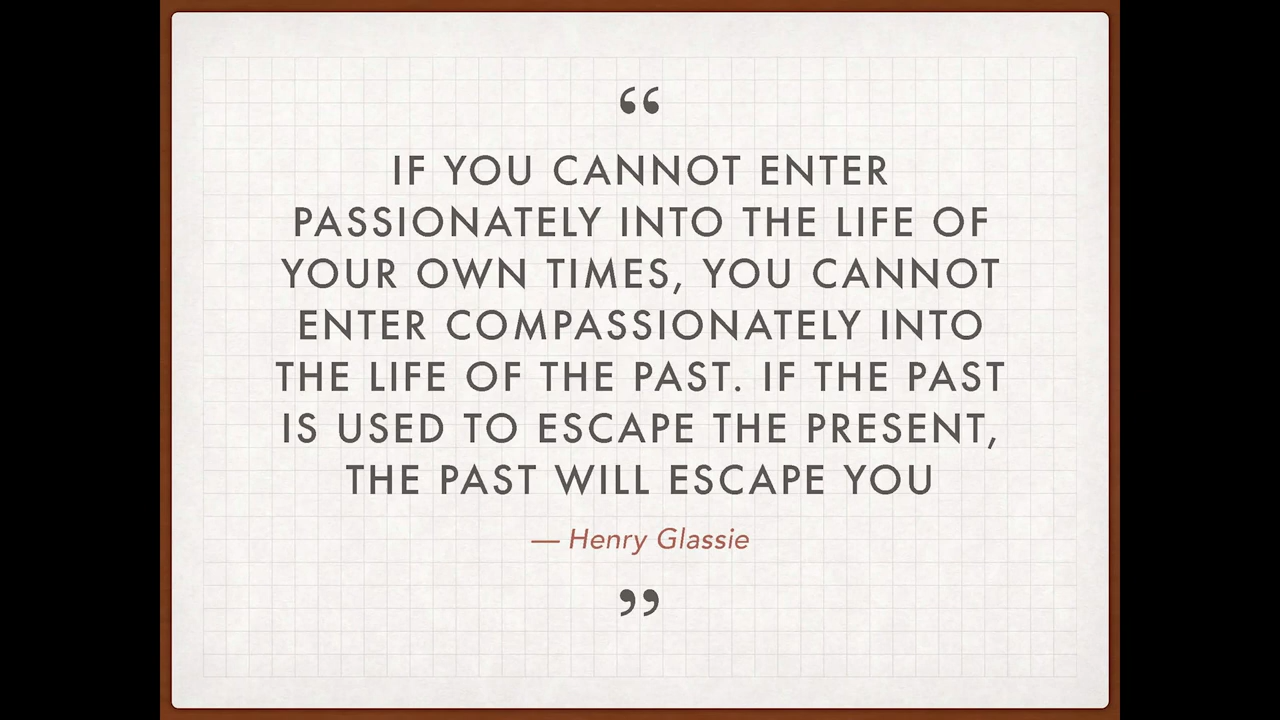 “
IF YOU CANNOT ENTER
PASSIONATELY INTO THE LIFE OF
YOUR OWN TIMES, YOU CANNOT
ENTER COMPASSIONATELY INTO
THE LIFE OF THE PAST. IF THE PAST
IS USED TO ESCAPE THE PRESENT,
THE PAST WILL ESCAPE YOU
— Henry Glassie
”